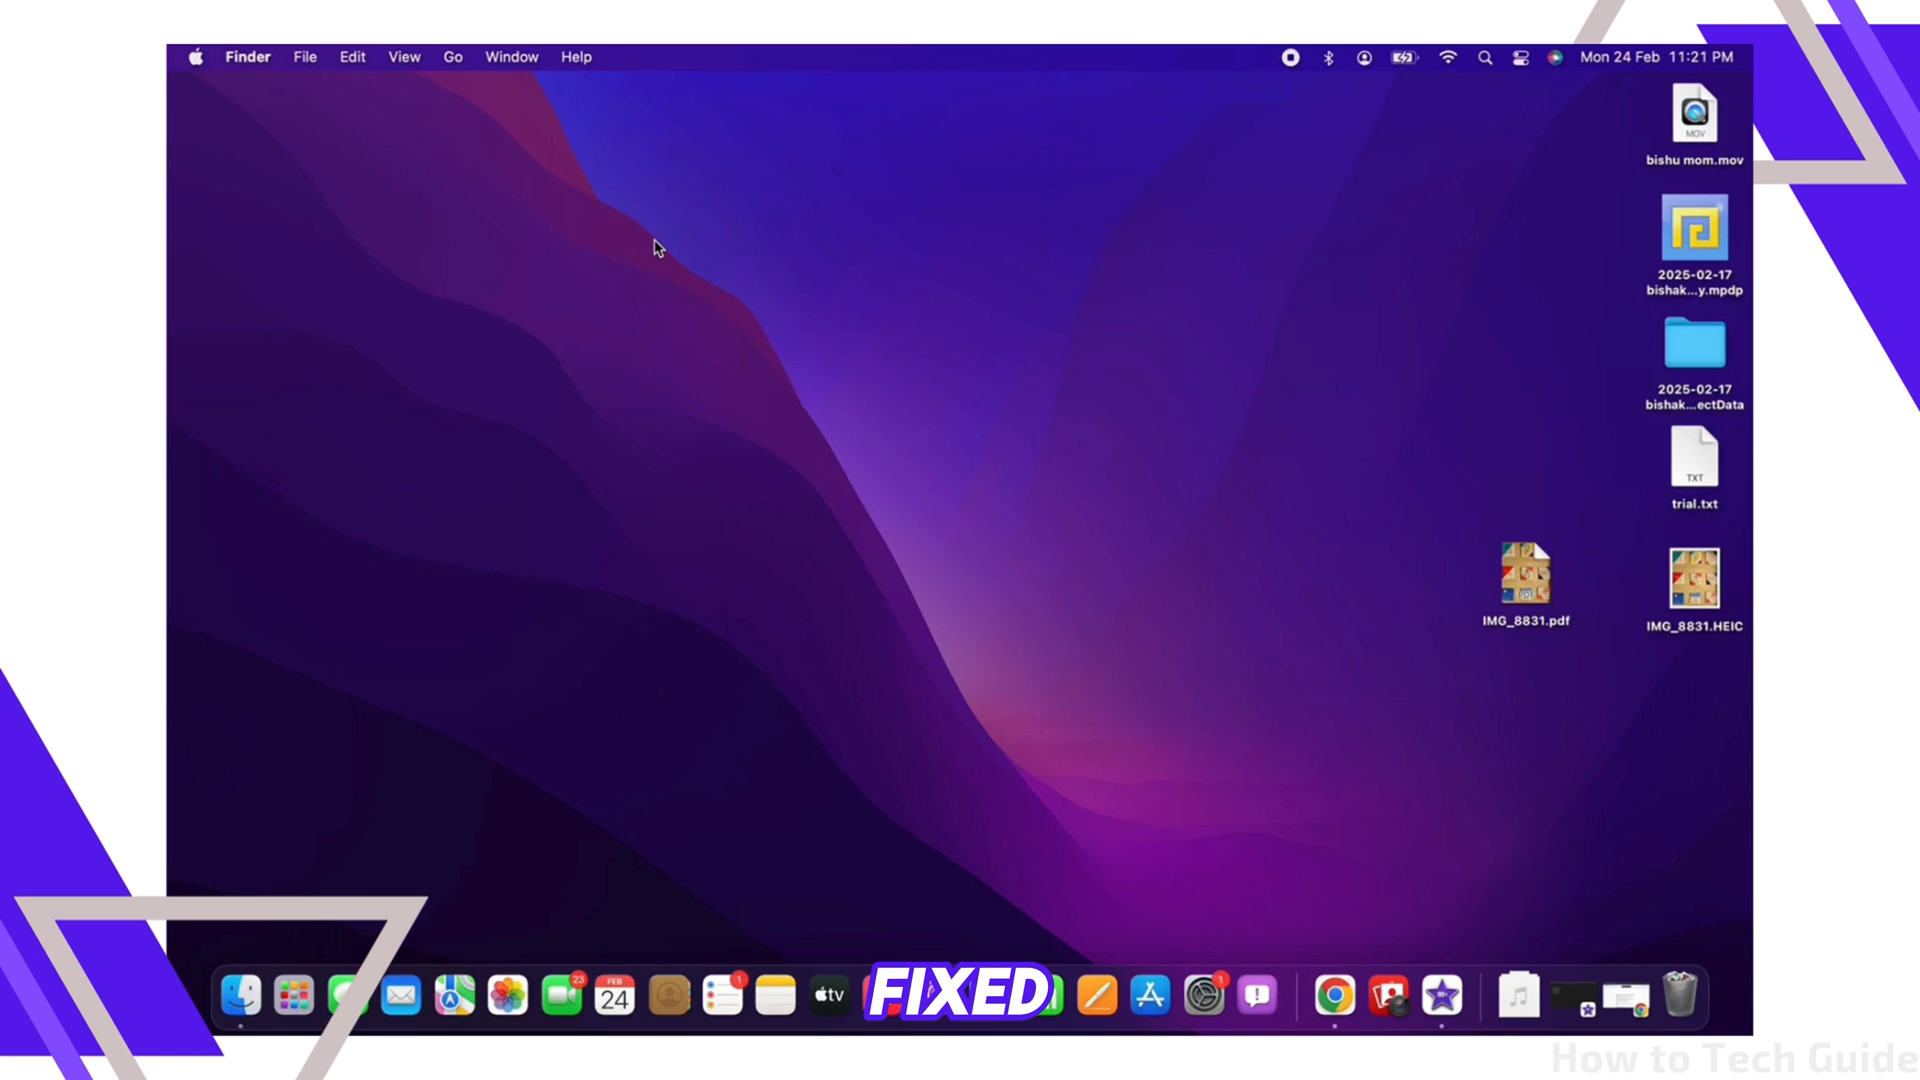 Finder File Edit View Go Window Help
Mon 24 Feb 11:21 PM
MOV
bishu mom.mov
2025-02-17
bishak...y.mpdp
2025-02-17
bishak...ectData
TXT
trial.txt
PDF
IMG_8831.pdf
IMG_8831.HEIC
23
FEB
24
1
tv
FIXED
1
How to Tech Guide